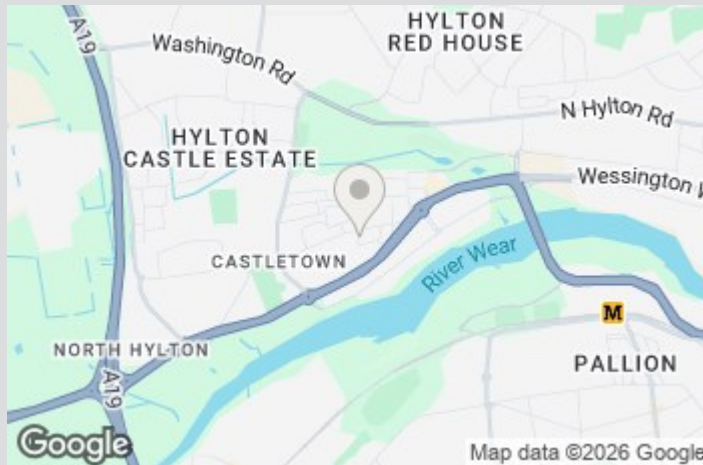 A19
HYLTON
RED HOUSE
Washington Rd
N Hylton Rd
HYLTON
CASTLE ESTATE
Wessington W
CASTLETOWN
River Wear
M
NORTH HYLTON
PALLION
A19
Google
Map data ©2026 Google